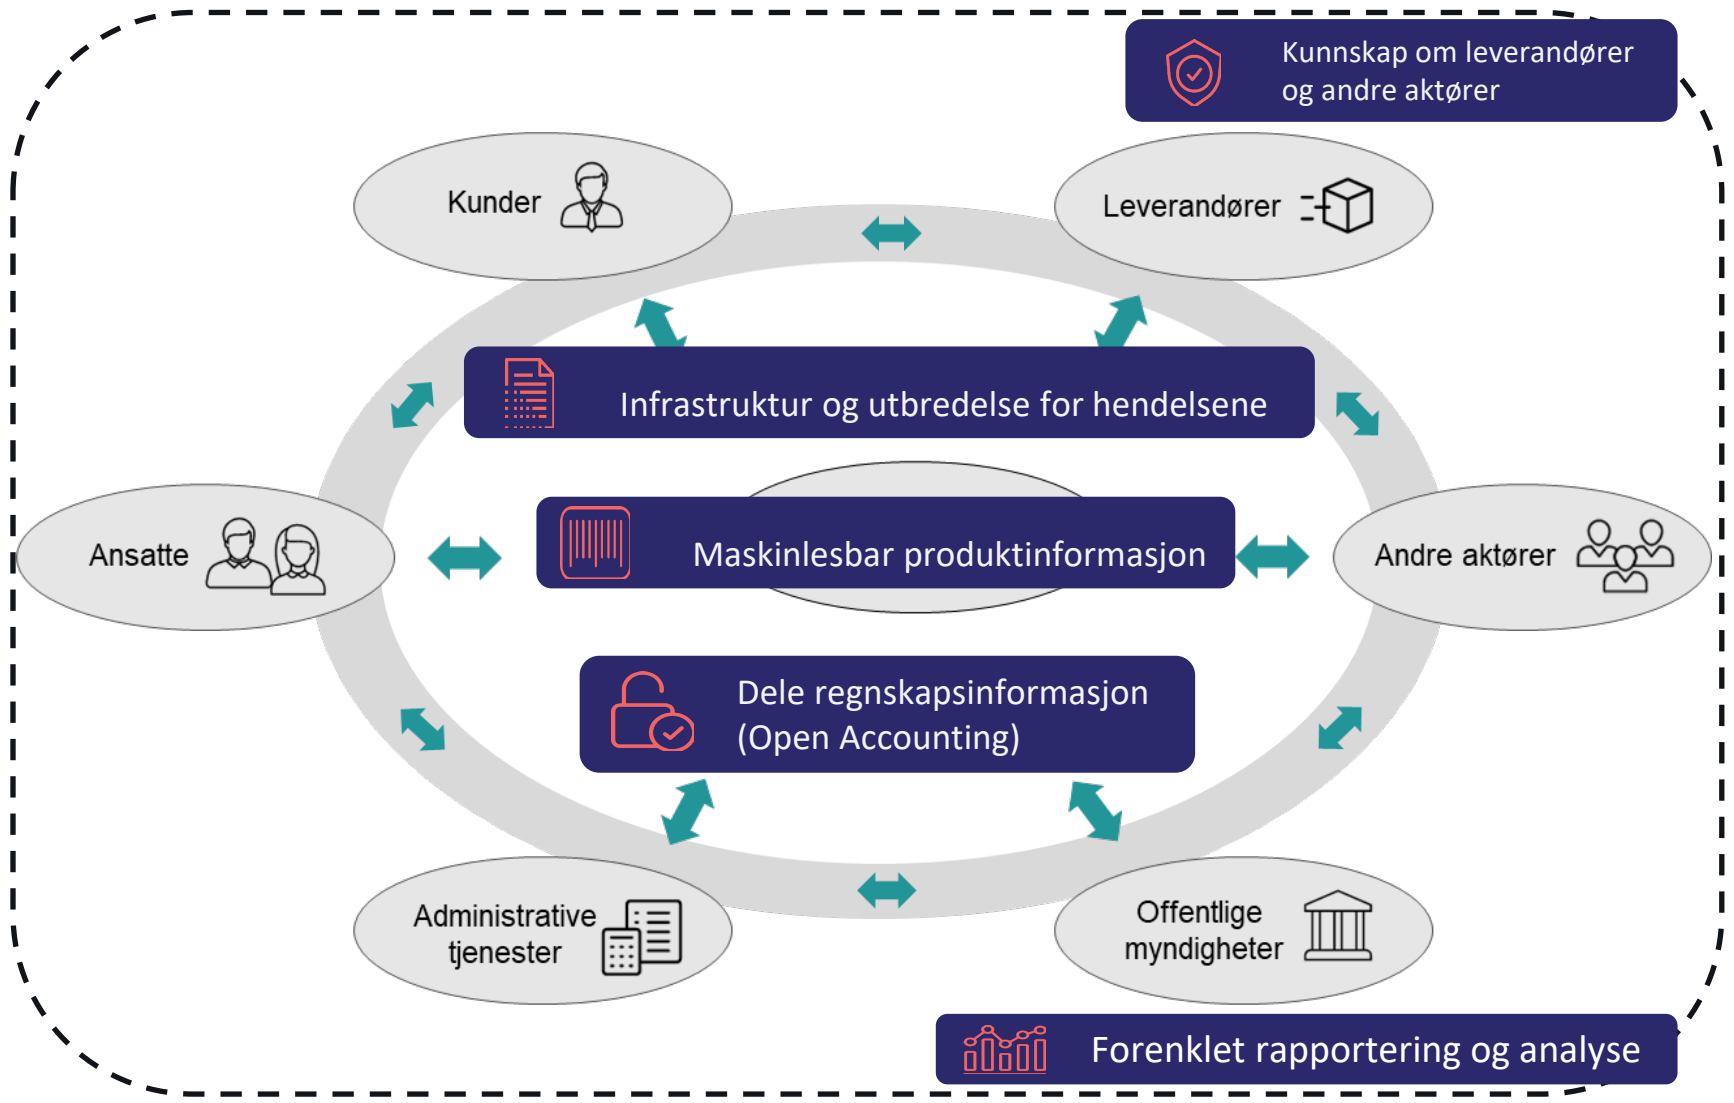 Kunnskap om leverandører
og andre aktører
Kunder
Leverandører
Infrastruktur og utbredelse for hendelsene
Ansatte
Maskinlesbar produktinformasjon
Andre aktører
Dele regnskapsinformasjon
(Open Accounting)
Administrative
tjenester
Offentlige
myndigheter
Forenklet rapportering og analyse